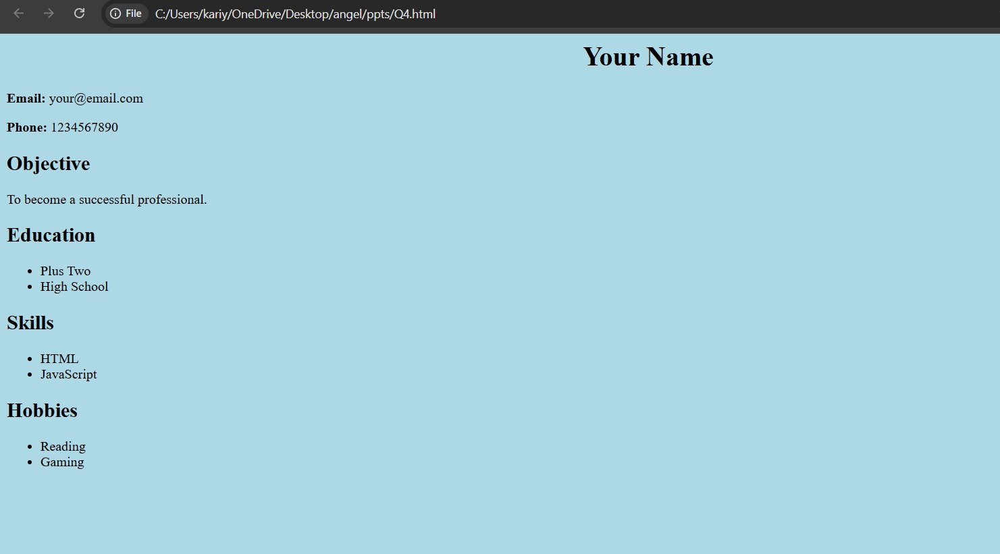 File C:/Users/kariy/OneDrive/Desktop/angel/ppts/Q4.html
Your Name
Email: your@email.com
Phone: 1234567890
Objective
To become a successful professional.
Education
• Plus Two
• High School
Skills
• HTML
• JavaScript
Hobbies
• Reading
• Gaming